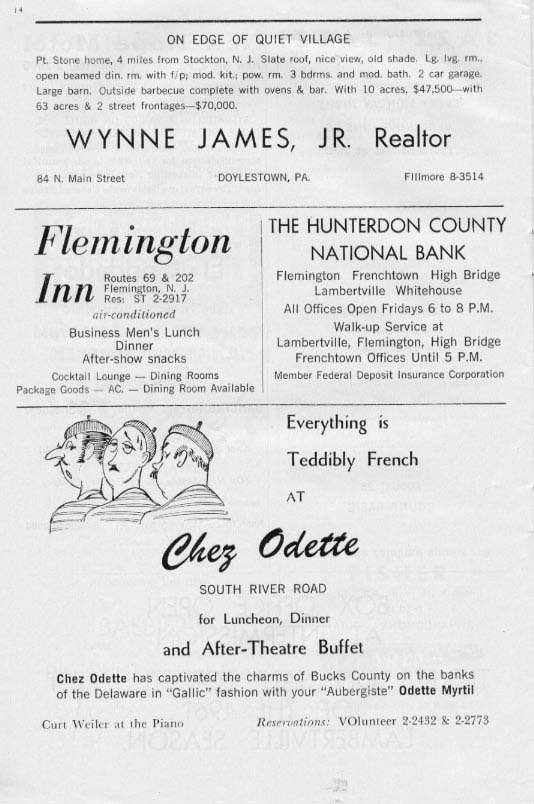 14
ON EDGE OF QUIET VILLAGE
Pt. Stone home, 4 miles from Stockton, N. J. Slate roof, nice view, old shade. Lg. lvg. rm.,
open beamed din. rm. with f/p; mod. kit.; pow. rm. 3 bdrms. and mod. bath. 2 car garage.
Large barn. Outside barbecue complete with ovens & bar. With 10 acres, $47,500—with
63 acres & 2 street frontages—$70,000.
WYNNE JAMES, JR. Realtor
84 N. Main Street DOYLESTOWN, PA. FIllmore 8-3514
Flemington
Inn
Routes 69 & 202
Flemington, N. J.
Res: ST 2-2917
air-conditioned
Business Men's Lunch
Dinner
After-show snacks
Cocktail Lounge — Dining Rooms
Package Goods — AC. — Dining Room Available
THE HUNTERDON COUNTY
NATIONAL BANK
Flemington Frenchtown High Bridge
Lambertville Whitehouse
All Offices Open Fridays 6 to 8 P.M.
Walk-up Service at
Lambertville, Flemington, High Bridge
Frenchtown Offices Until 5 P.M.
Member Federal Deposit Insurance Corporation
Everything is
Teddibly French
AT
Chez Odette
SOUTH RIVER ROAD
for Luncheon, Dinner
and After-Theatre Buffet
Chez Odette has captivated the charms of Bucks County on the banks
of the Delaware in "Gallic" fashion with your "Aubergiste" Odette Myrtil
Curt Weiler at the Piano Reservations: VOlunteer 2-2432 & 2-2773